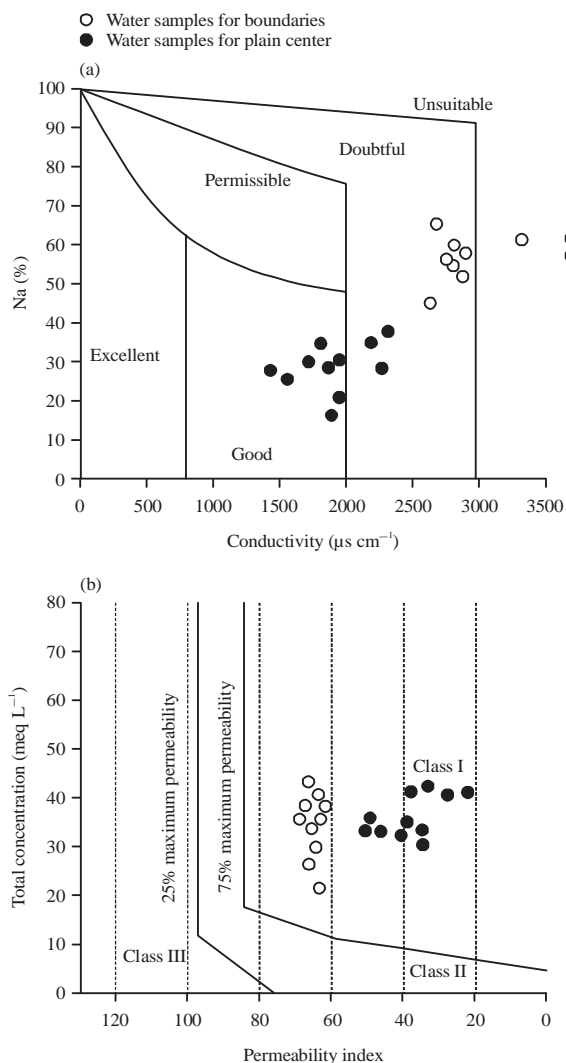 Water samples for boundaries
Water samples for plain center
(a)
100
90
80
70
60
50
40
30
20
10
0
Na (%)
Unsuitable
Doubtful
Permissible
Excellent
Good
0 500 1000 1500 2000 2500 3000 3500
Conductivity (µs cm⁻¹)
(b)
80
70
60
50
40
30
20
10
0
Total concentration (meq L⁻¹)
25% maximum permeability
75% maximum permeability
Class I
Class III
Class II
120 100 80 60 40 20 0
Permeability index